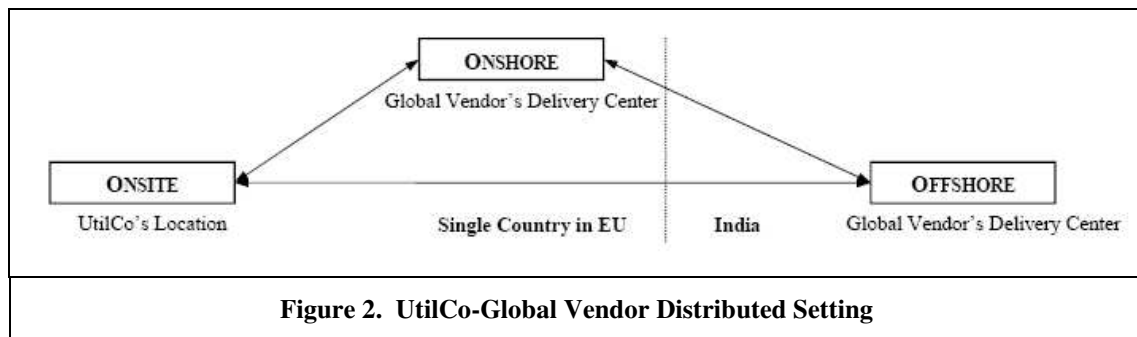 ONSHORE
Global Vendor's Delivery Center
ONSITE
OFFSHORE
UtilCo's Location
Single Country in EU
India
Global Vendor's Delivery Center
Figure 2. UtilCo-Global Vendor Distributed Setting